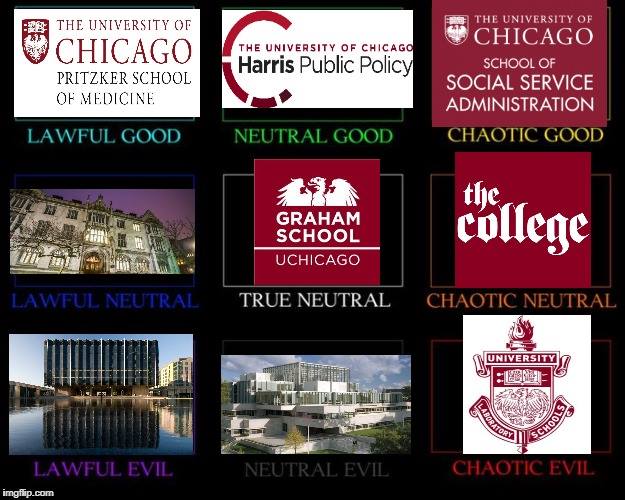 THE UNIVERSITY OF
CHICAGO
PRITZKER SCHOOL
OF MEDICINE
THE UNIVERSITY OF CHICAGO
Harris Public Policy
THE UNIVERSITY OF
CHICAGO
SCHOOL OF
SOCIAL SERVICE
ADMINISTRATION
LAWFUL GOOD
NEUTRAL GOOD
CHAOTIC GOOD
GRAHAM
SCHOOL
UCHICAGO
the
college
LAWFUL NEUTRAL
TRUE NEUTRAL
CHAOTIC NEUTRAL
UNIVERSITY
LABORATORY SCHOOLS
LAWFUL EVIL
NEUTRAL EVIL
CHAOTIC EVIL
imgflip.com